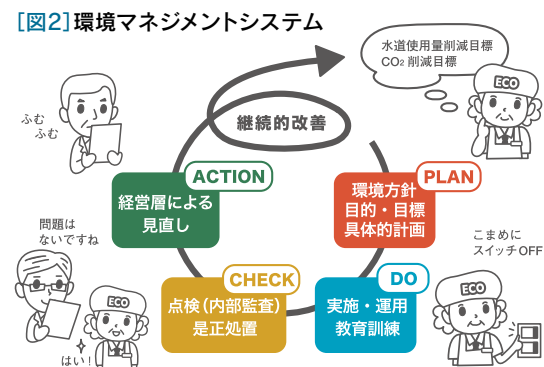 ［図2］環境マネジメントシステム
水道使用量削減目標
CO2 削減目標
ECO
継続的改善
ふむ
ふむ
ACTION
経営層による
見直し
PLAN
環境方針
目的・目標
具体的計画
問題は
ないですね
こまめに
スイッチOFF
CHECK
点検（内部監査）
是正処置
DO
実施・運用
教育訓練
ECO
ECO
はい！